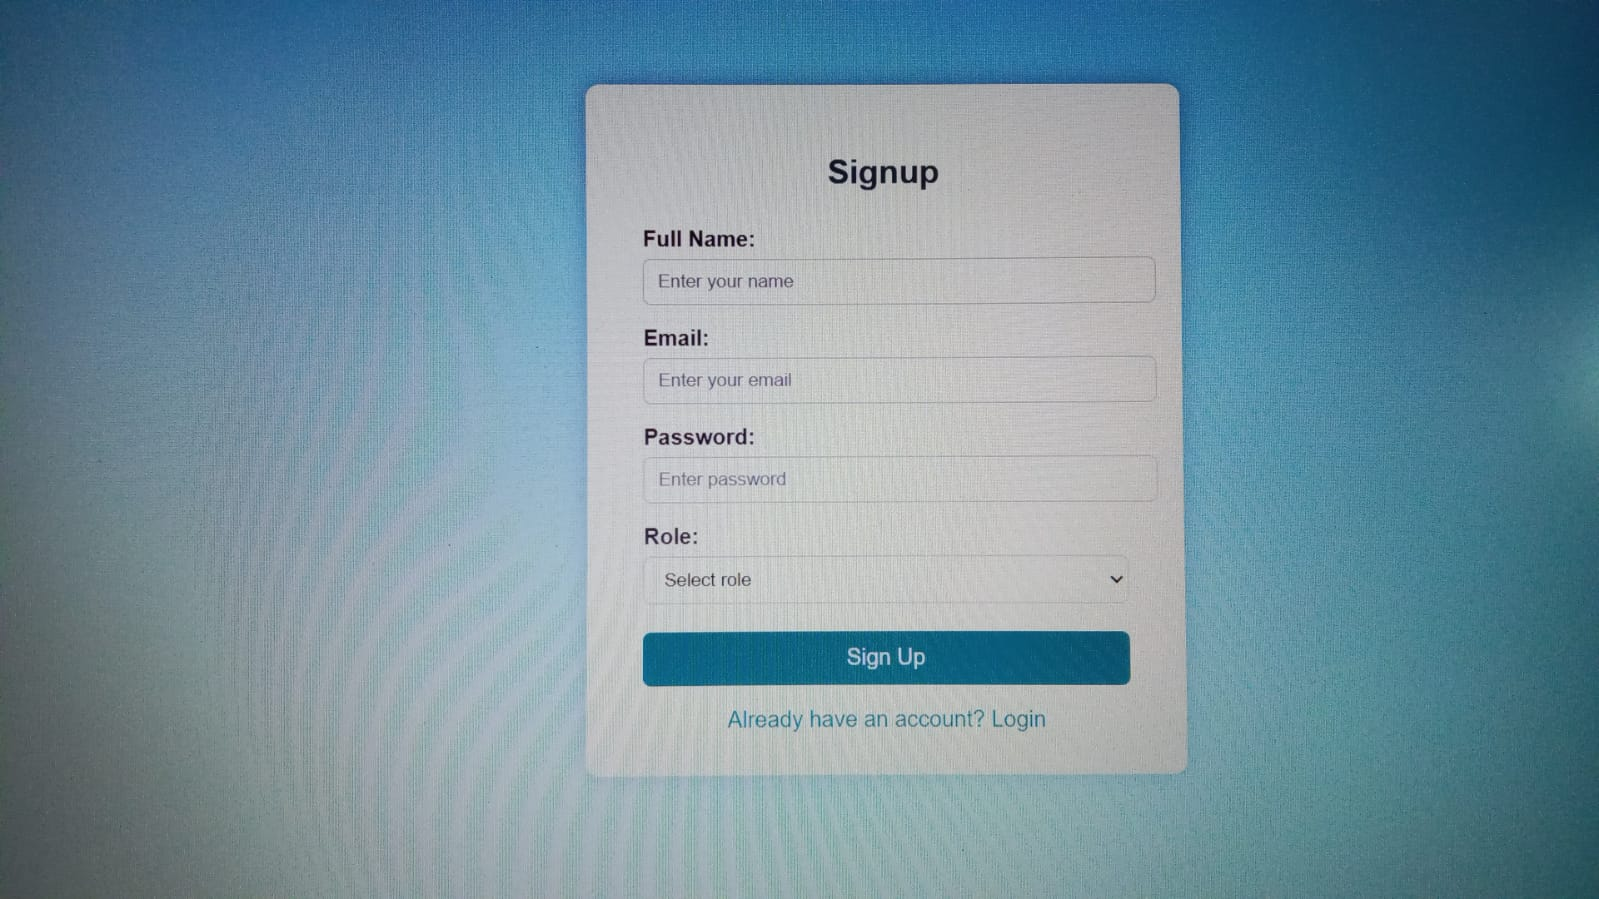 Signup
Full Name:
Enter your name
Email:
Enter your email
Password:
Enter password
Role:
Select role
Sign Up
Already have an account? Login